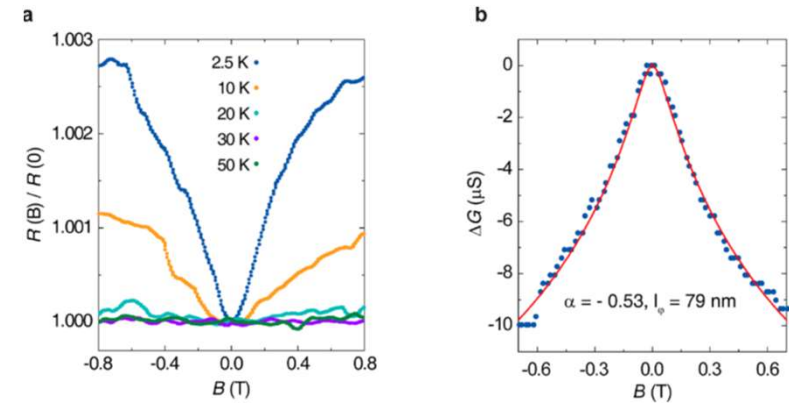 a
1.003
1.002
1.001
1.000
R (B) / R (0)
2.5 K
10 K
20 K
30 K
50 K
-0.8 -0.4 0.0 0.4 0.8
B (T)
b
0
-2
-4
-6
-8
-10
ΔG (μS)
α = - 0.53, lφ = 79 nm
-0.6 -0.3 0.0 0.3 0.6
B (T)